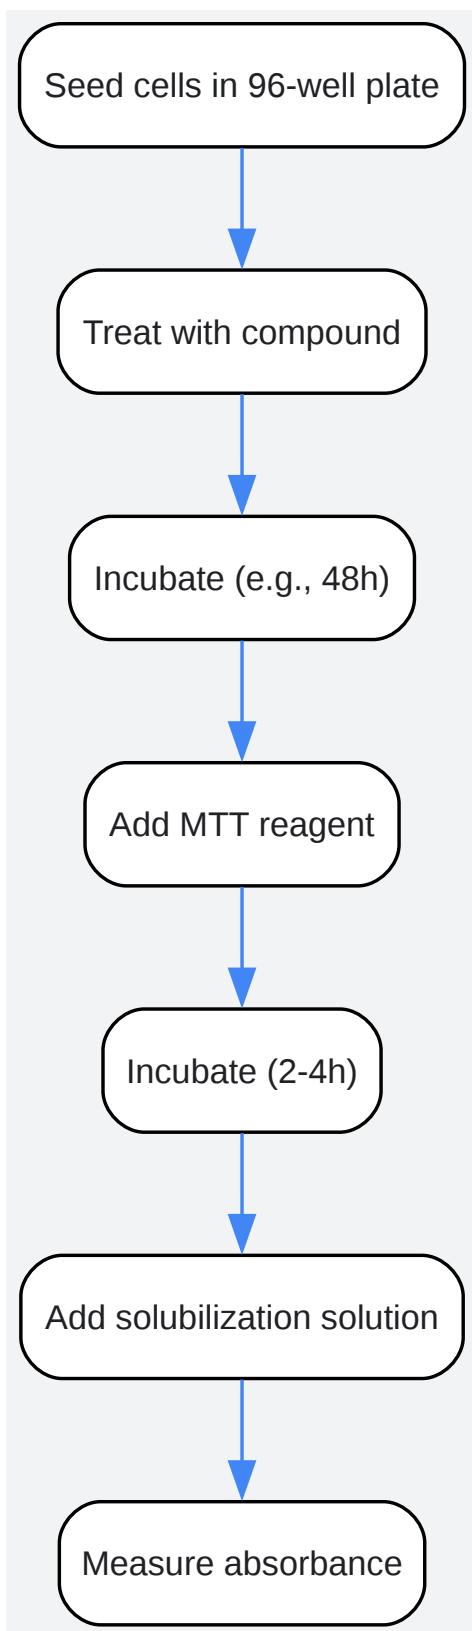 Seed cells in 96-well plate
Treat with compound
Incubate (e.g., 48h)
Add MTT reagent
Incubate (2-4h)
Add solubilization solution
Measure absorbance